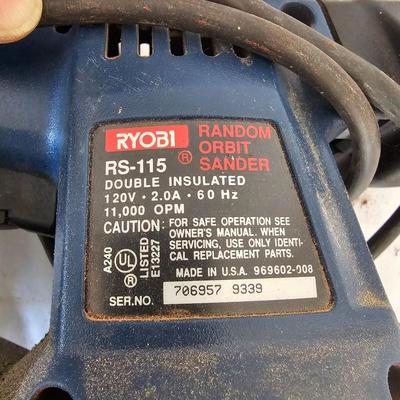 RYOBI ® RANDOM
ORBIT
RS-115 SANDER
DOUBLE INSULATED
120V · 2.0A · 60 Hz
11,000 OPM
CAUTION: FOR SAFE OPERATION SEE
OWNER'S MANUAL. WHEN
SERVICING, USE ONLY IDENTI-
CAL REPLACEMENT PARTS.
A240
UL
®
LISTED
E13227
MADE IN U.S.A. 969602-908
SER.NO. 706957 9339